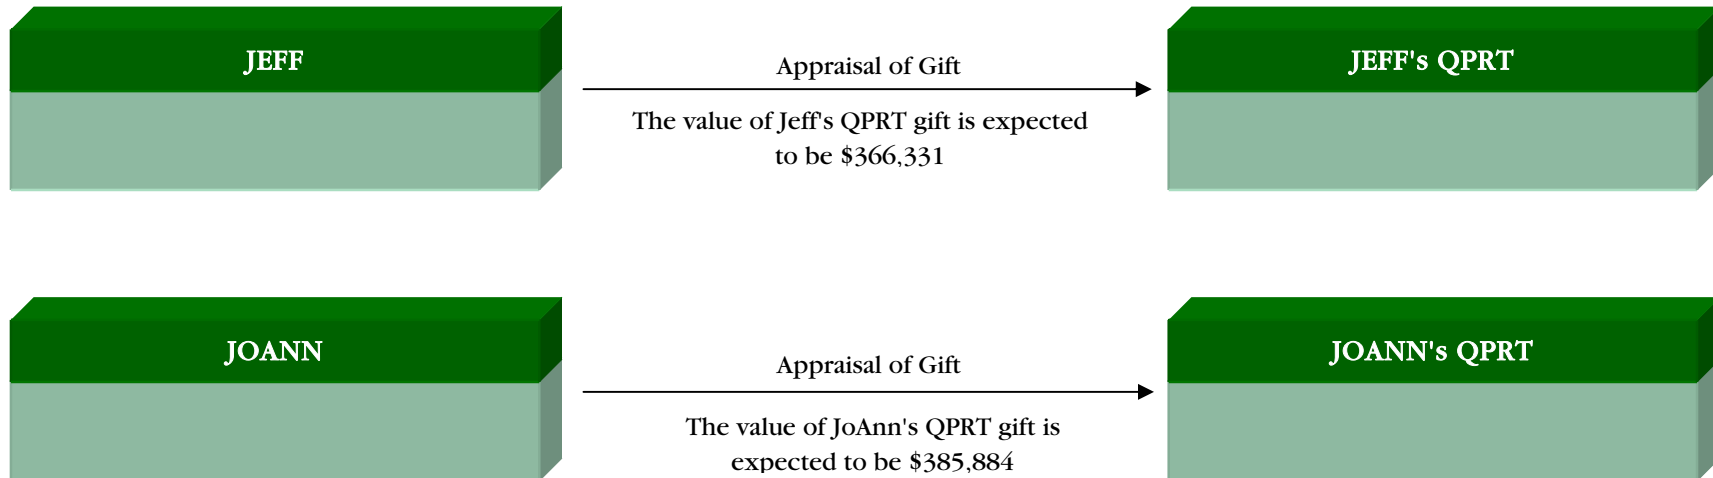 JEFF
Appraisal of Gift
JEFF's QPRT
The value of Jeff's QPRT gift is expected
to be $366,331
JOANN
Appraisal of Gift
JOANN's QPRT
The value of JoAnn's QPRT gift is
expected to be $385,884